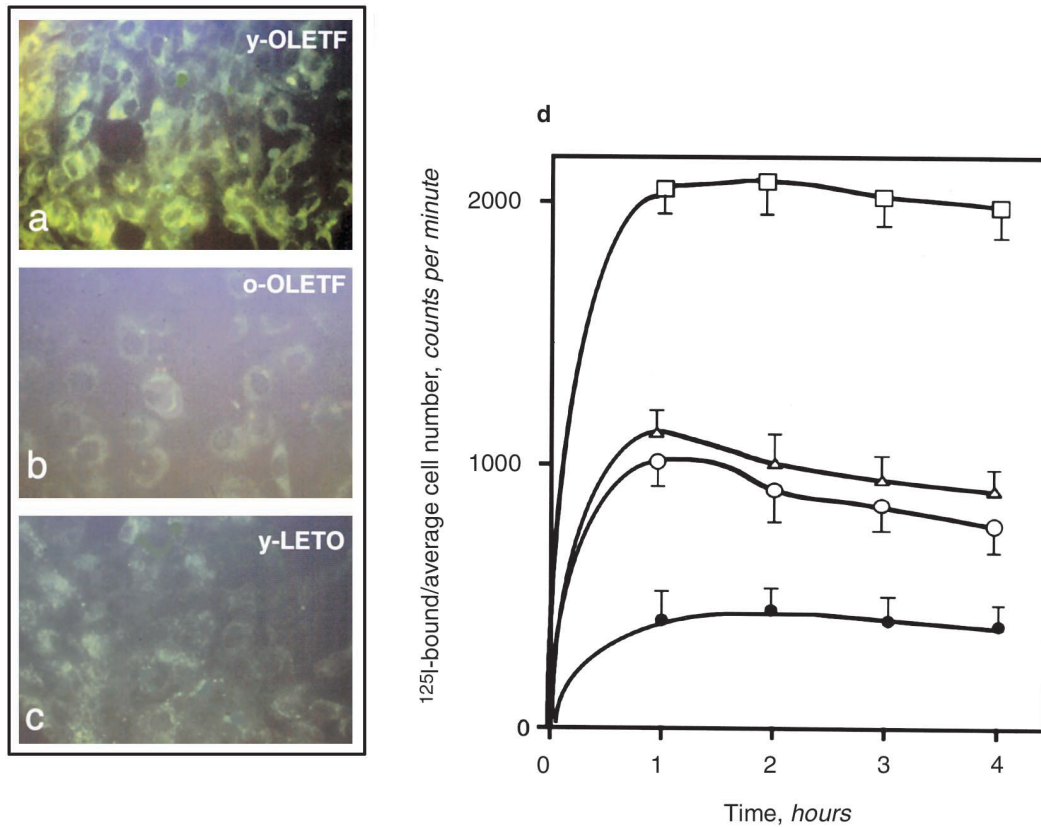 y-OLETF
a
o-OLETF
b
y-LETO
c
d
¹²⁵I-bound/average cell number, counts per minute
2000
1000
0
0 1 2 3 4
Time, hours